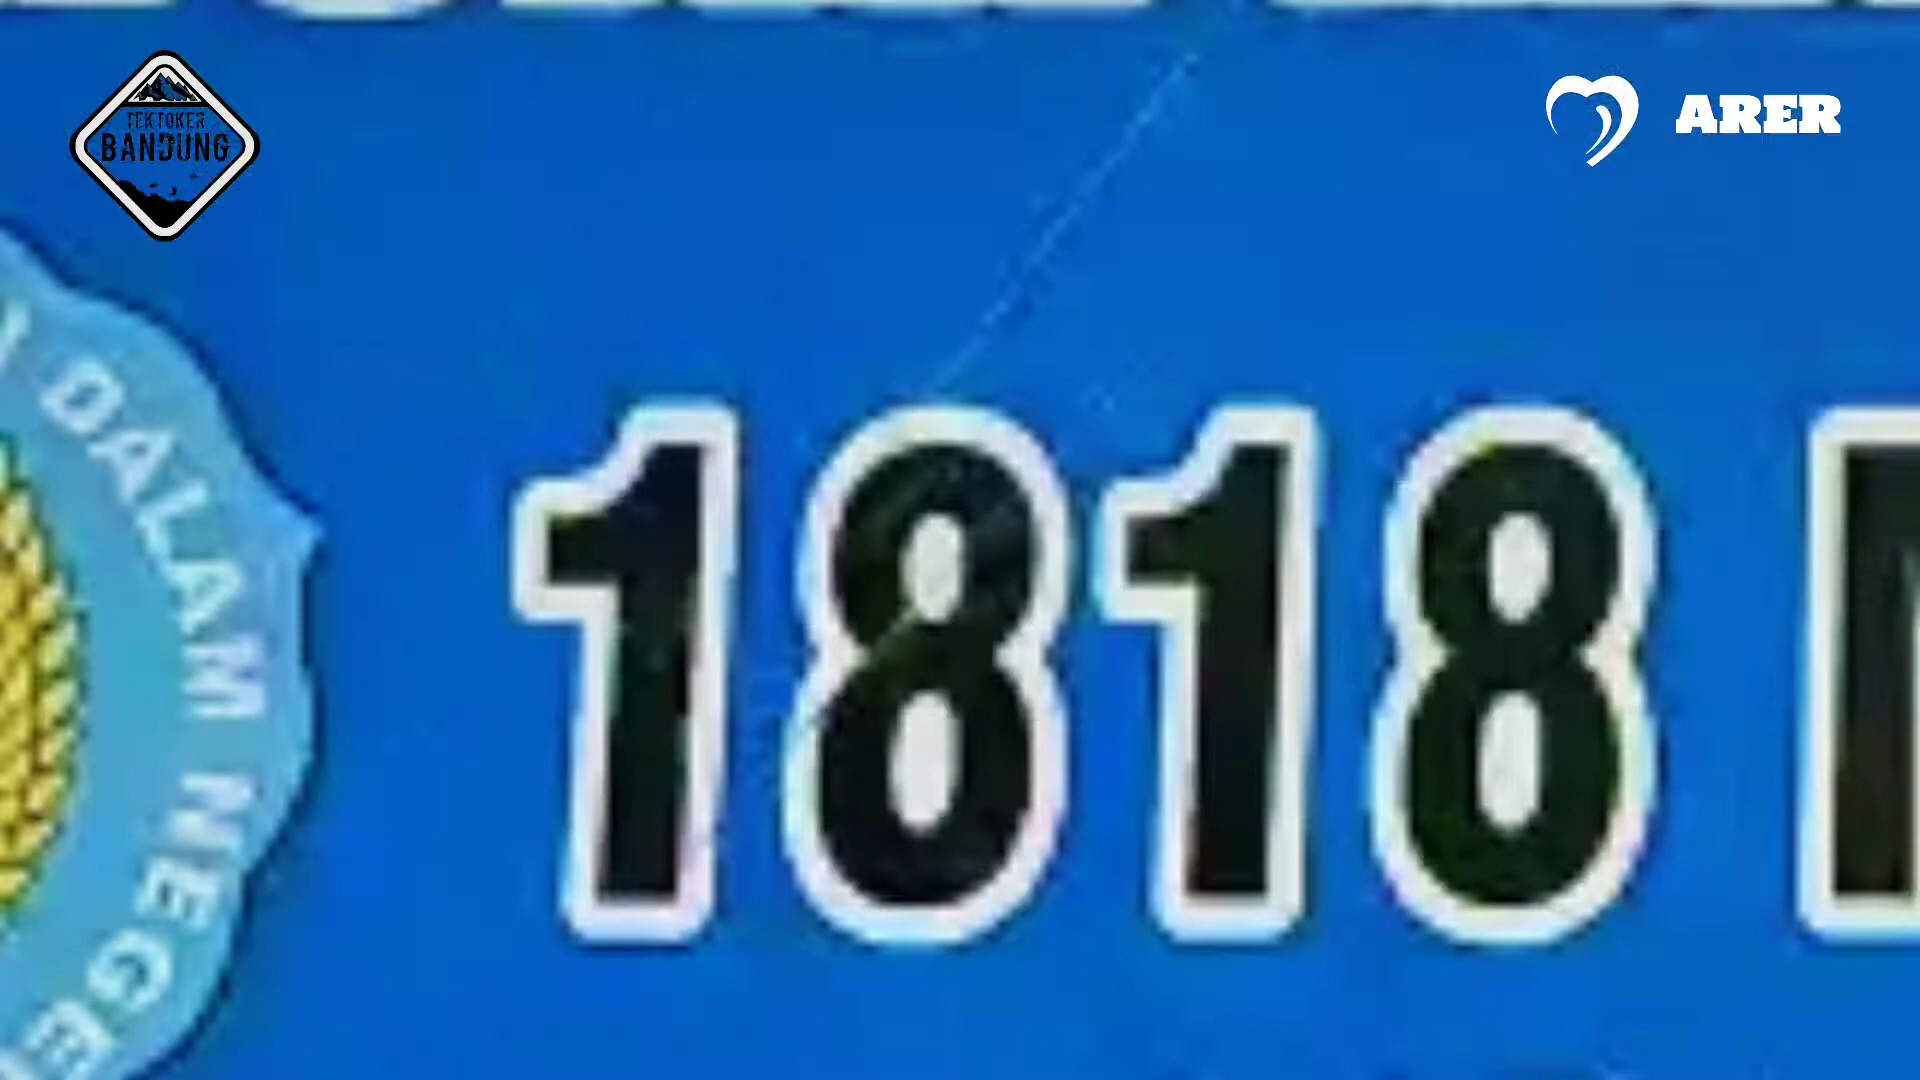 TEKTOKER
BANDUNG
ARER
DALAM NEGE
1818